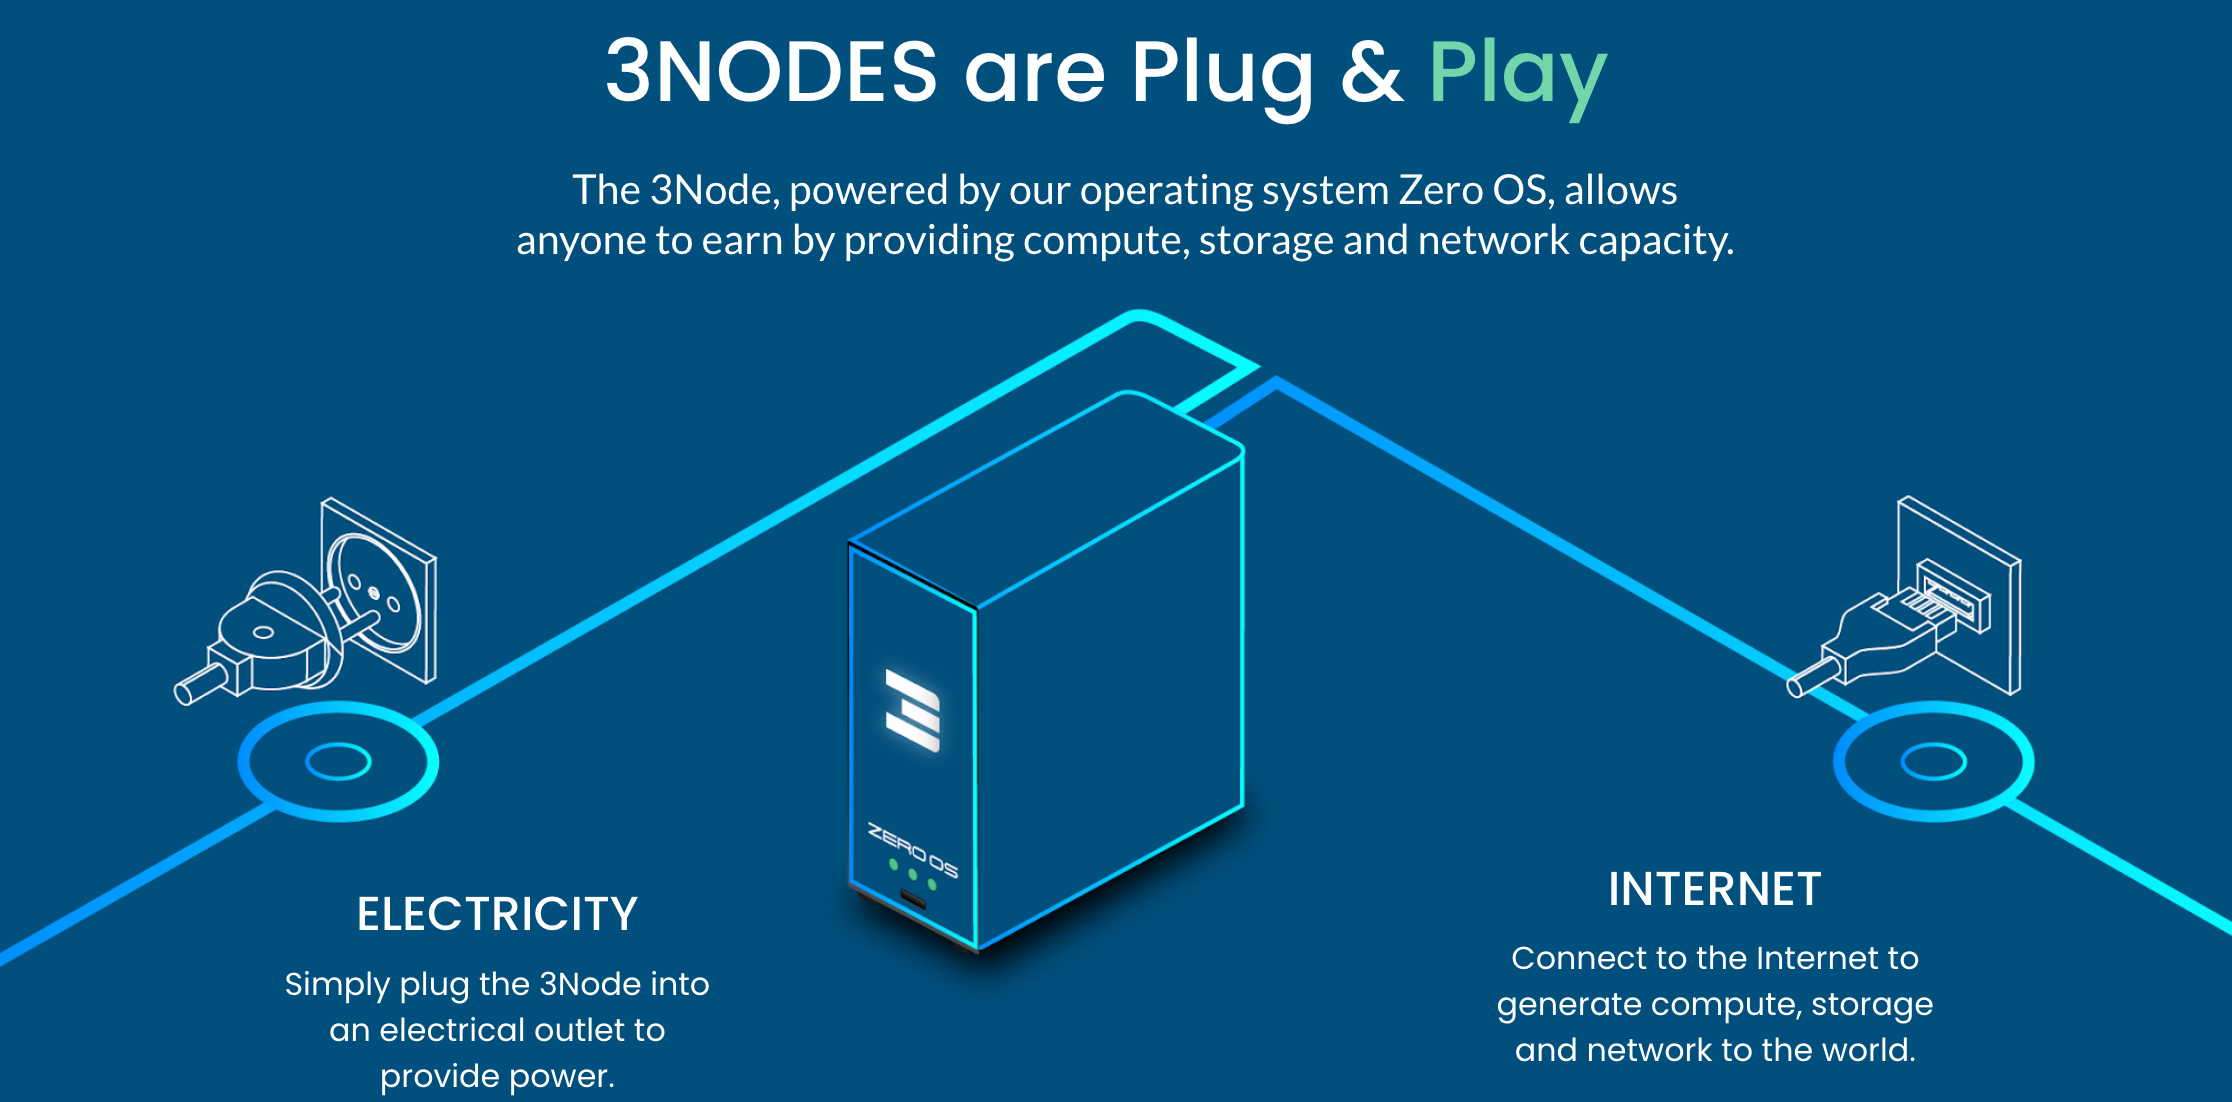 3NODES are Plug & Play
The 3Node, powered by our operating system Zero OS, allows
anyone to earn by providing compute, storage and network capacity.
ZERO OS
ELECTRICITY
Simply plug the 3Node into
an electrical outlet to
provide power.
INTERNET
Connect to the Internet to
generate compute, storage
and network to the world.